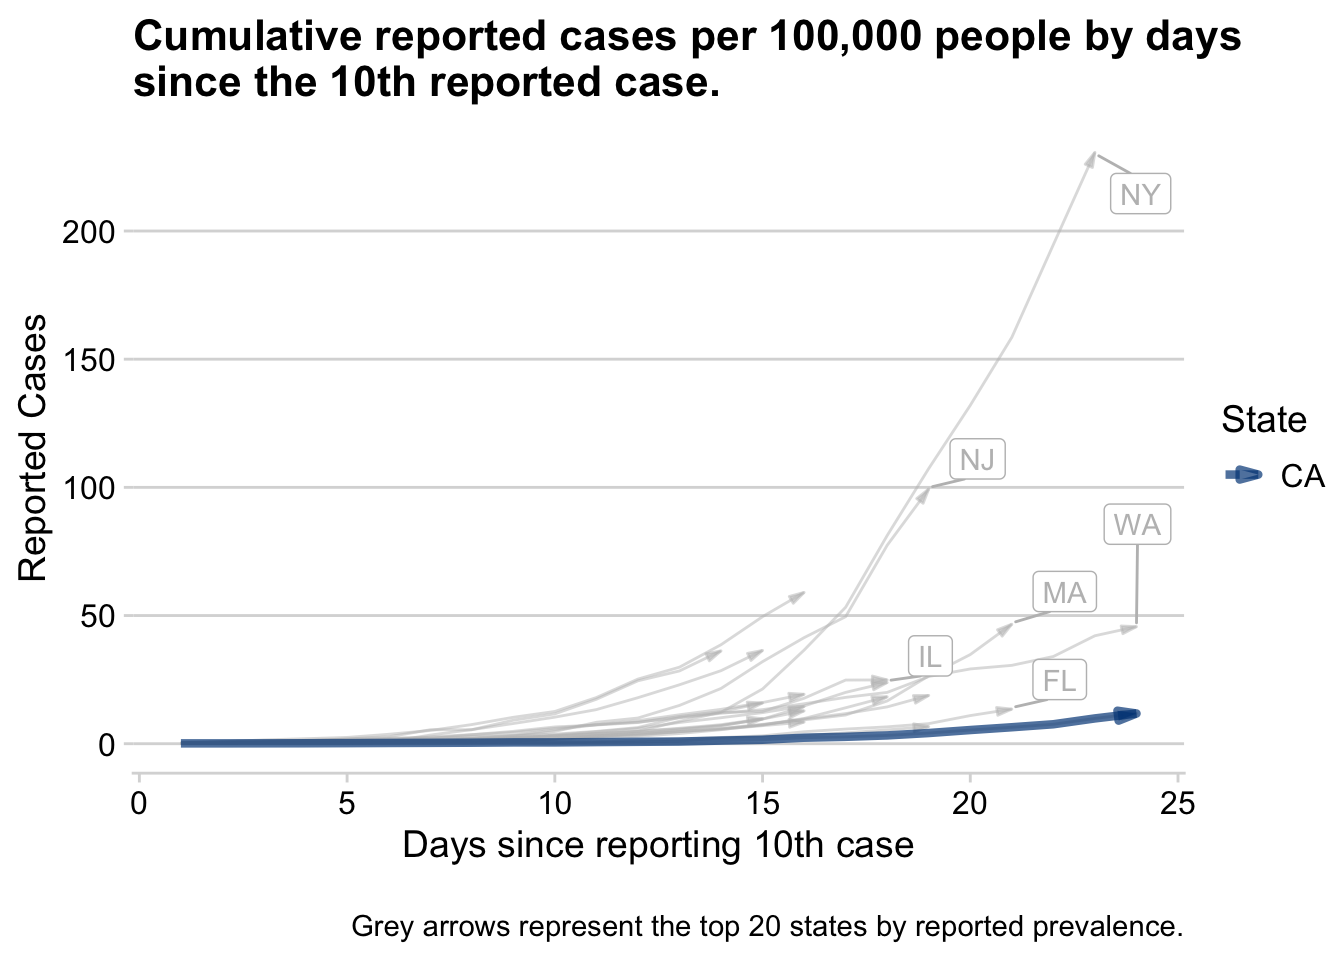 Cumulative reported cases per 100,000 people by days
since the 10th reported case.
Reported Cases
200
150
100
50
0
NY
NJ
WA
MA
IL
FL
State
CA
0 5 10 15 20 25
Days since reporting 10th case
Grey arrows represent the top 20 states by reported prevalence.